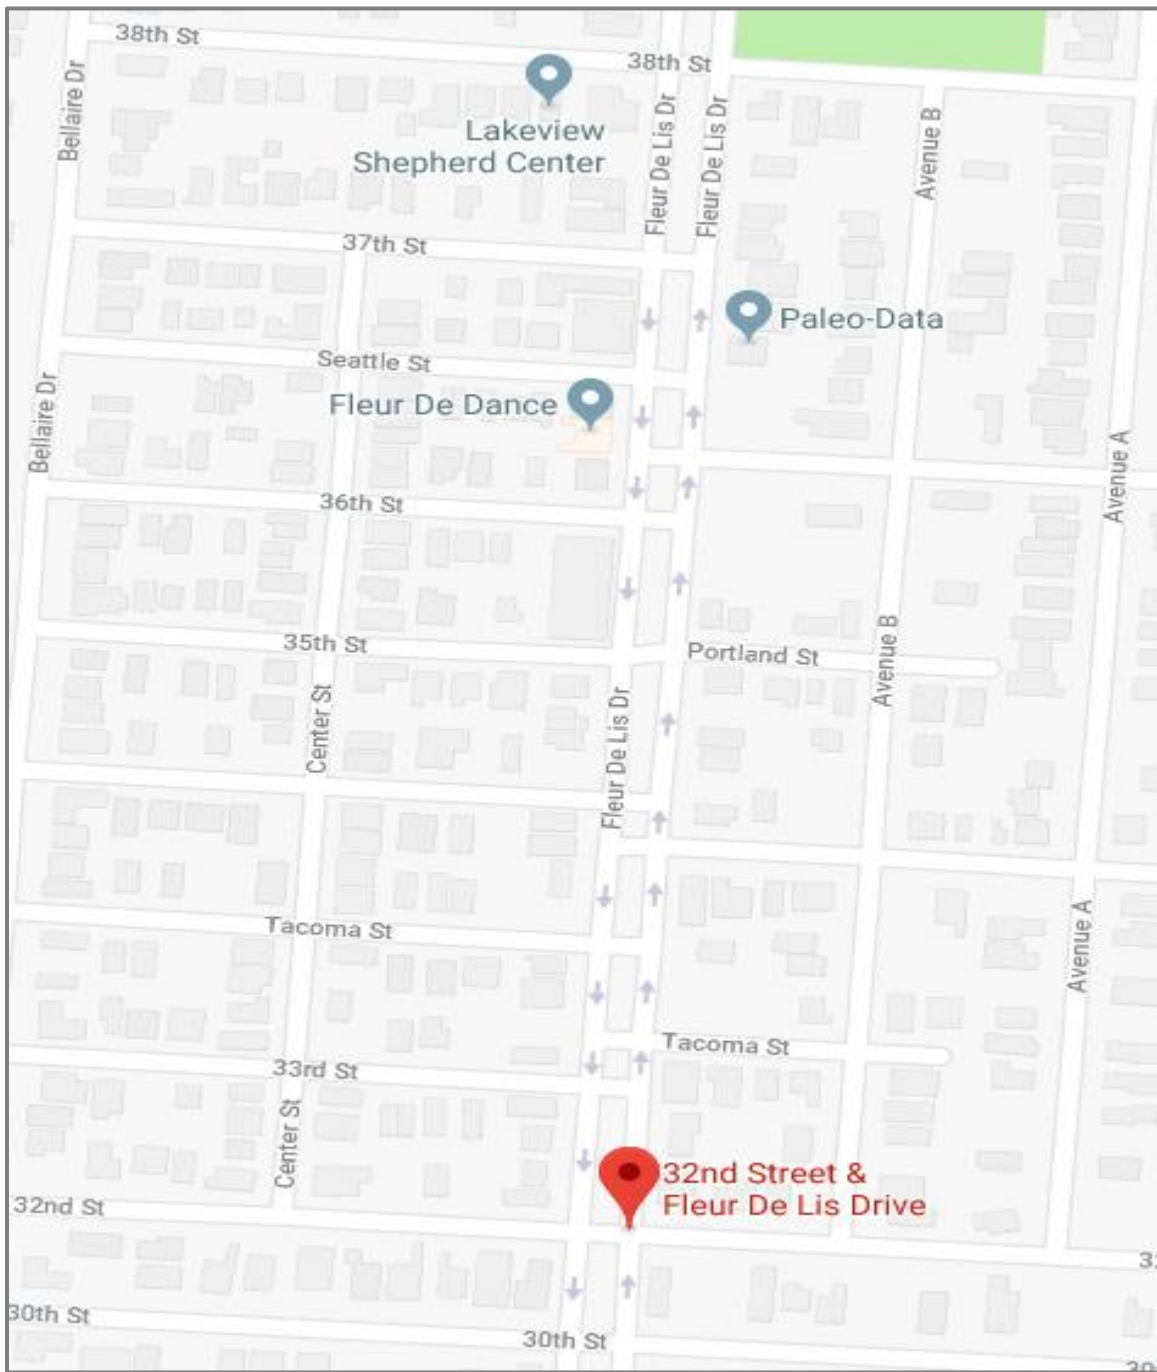 38th St
38th St
Bellaire Dr
Lakeview
Shepherd Center
Fleur De Lis Dr
Fleur De Lis Dr
Avenue B
37th St
Paleo-Data
Seattle St
Fleur De Dance
Bellaire Dr
Avenue A
36th St
35th St
Portland St
Avenue B
Center St
Fleur De Lis Dr
Tacoma St
Avenue A
Tacoma St
33rd St
Center St
32nd Street &
Fleur De Lis Drive
32nd St
30th St
30th St